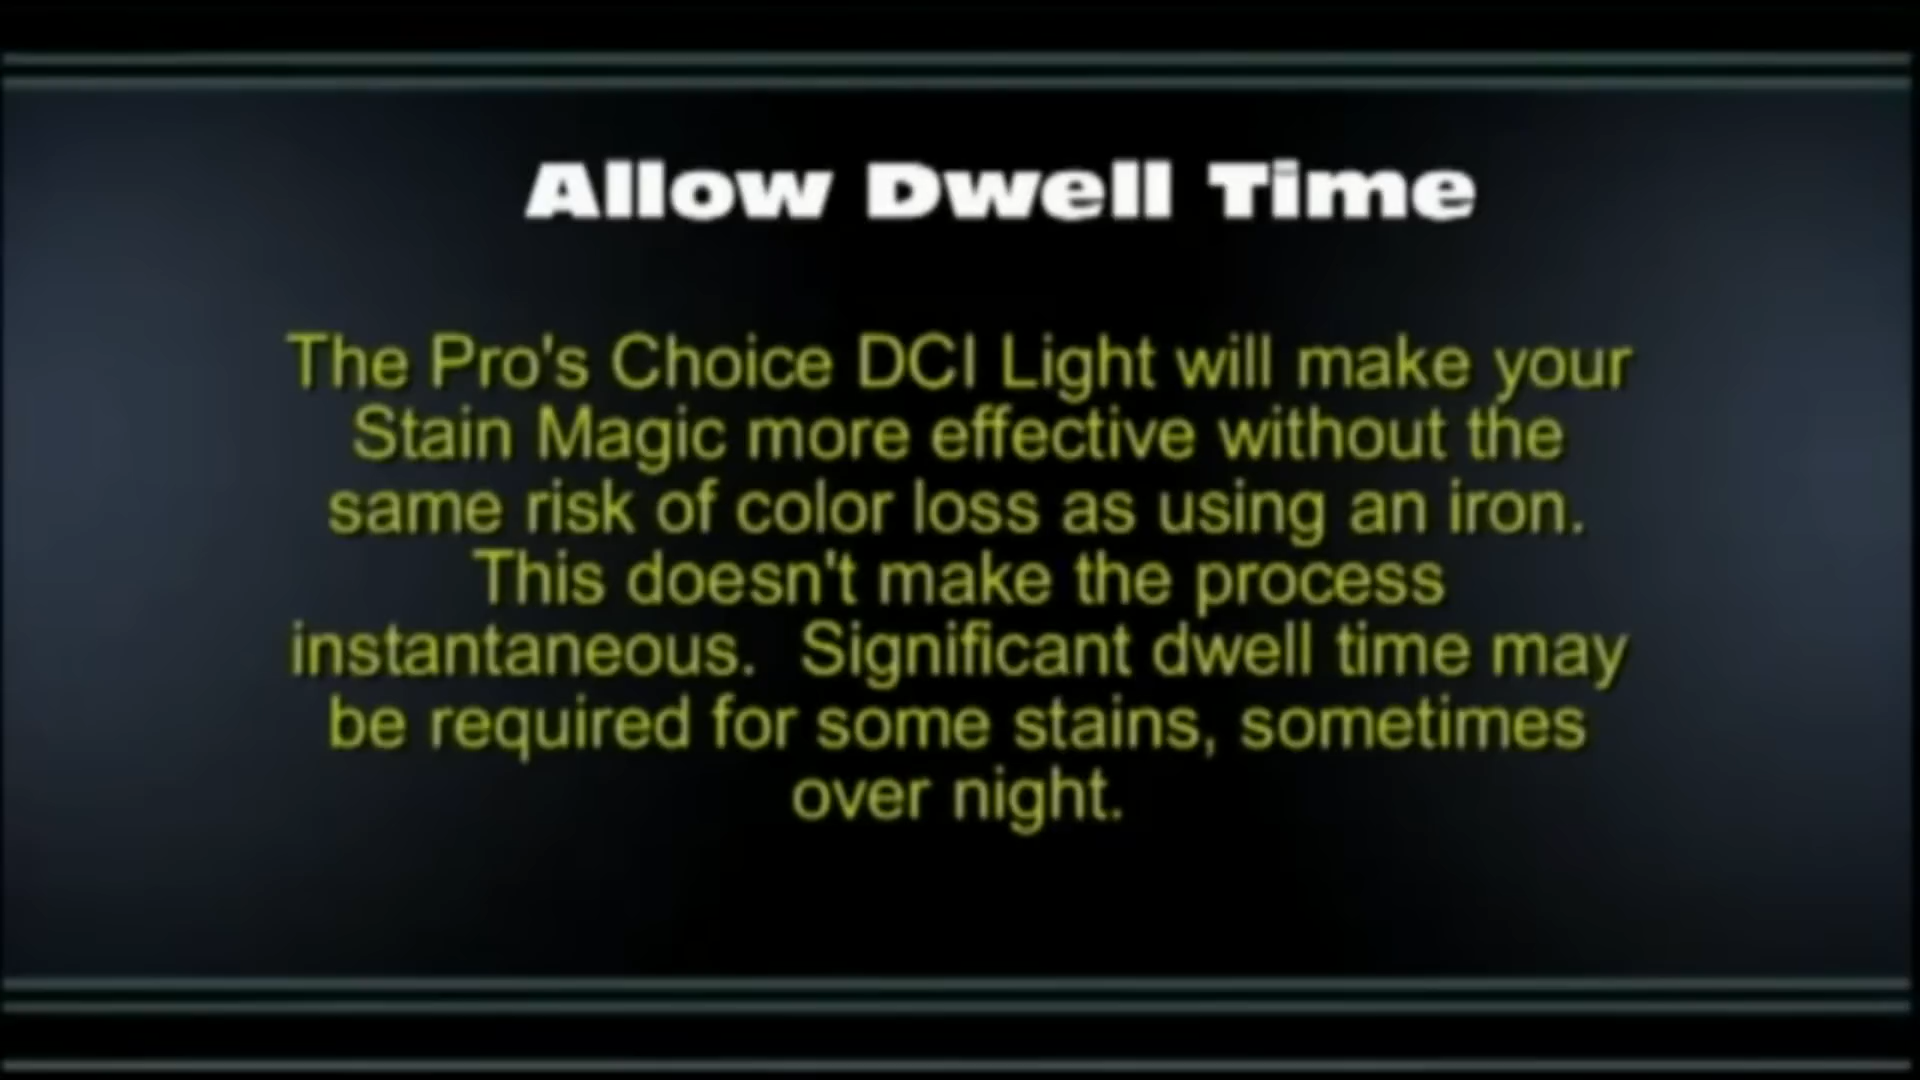 Allow Dwell Time
The Pro's Choice DCI Light will make your
Stain Magic more effective without the
same risk of color loss as using an iron.
This doesn't make the process
instantaneous.  Significant dwell time may
be required for some stains, sometimes
over night.